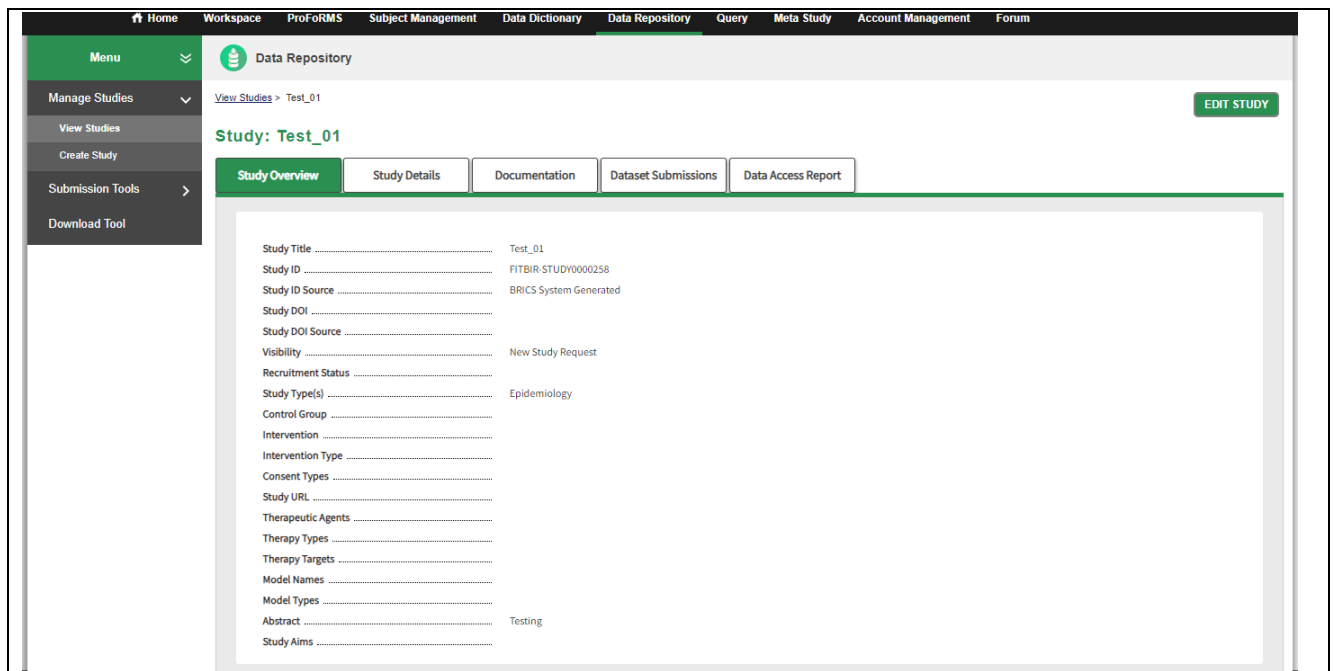 Home Workspace ProFoRMS Subject Management Data Dictionary Data Repository Query Meta Study Account Management Forum
Menu
Data Repository
Manage Studies
View Studies > Test_01
EDIT STUDY
View Studies
Study: Test_01
Create Study
Study Overview Study Details Documentation Dataset Submissions Data Access Report
Submission Tools
Download Tool
Study Title Test_01
Study ID FITBIR-STUDY0000258
Study ID Source BRICS System Generated
Study DOI
Study DOI Source
Visibility New Study Request
Recruitment Status
Study Type(s) Epidemiology
Control Group
Intervention
Intervention Type
Consent Types
Study URL
Therapeutic Agents
Therapy Types
Therapy Targets
Model Names
Model Types
Abstract Testing
Study Aims